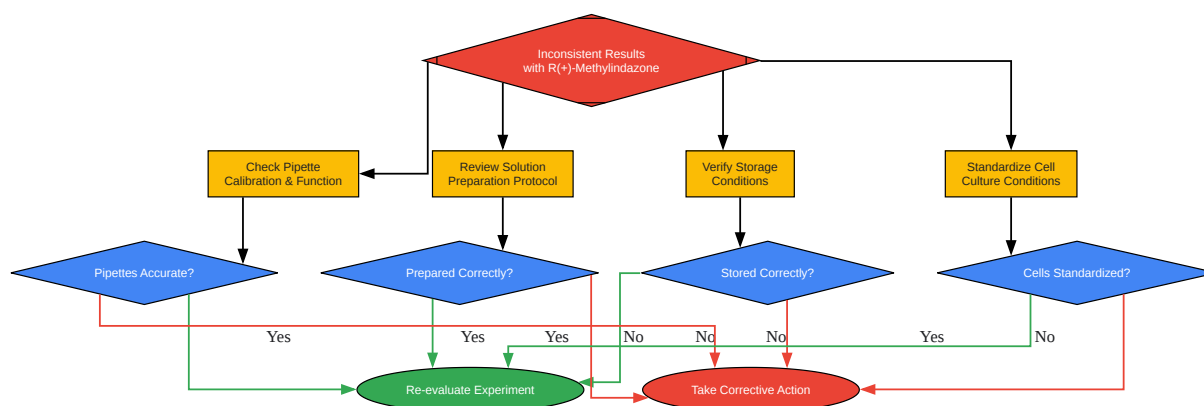 Inconsistent Results
with R(+)-Methylindazone
Check Pipette
Calibration & Function
Review Solution
Preparation Protocol
Verify Storage
Conditions
Standardize Cell
Culture Conditions
Pipettes Accurate?
Prepared Correctly?
Stored Correctly?
Cells Standardized?
Yes
Yes
Yes
No
No
No
Yes
No
Re-evaluate Experiment
Take Corrective Action